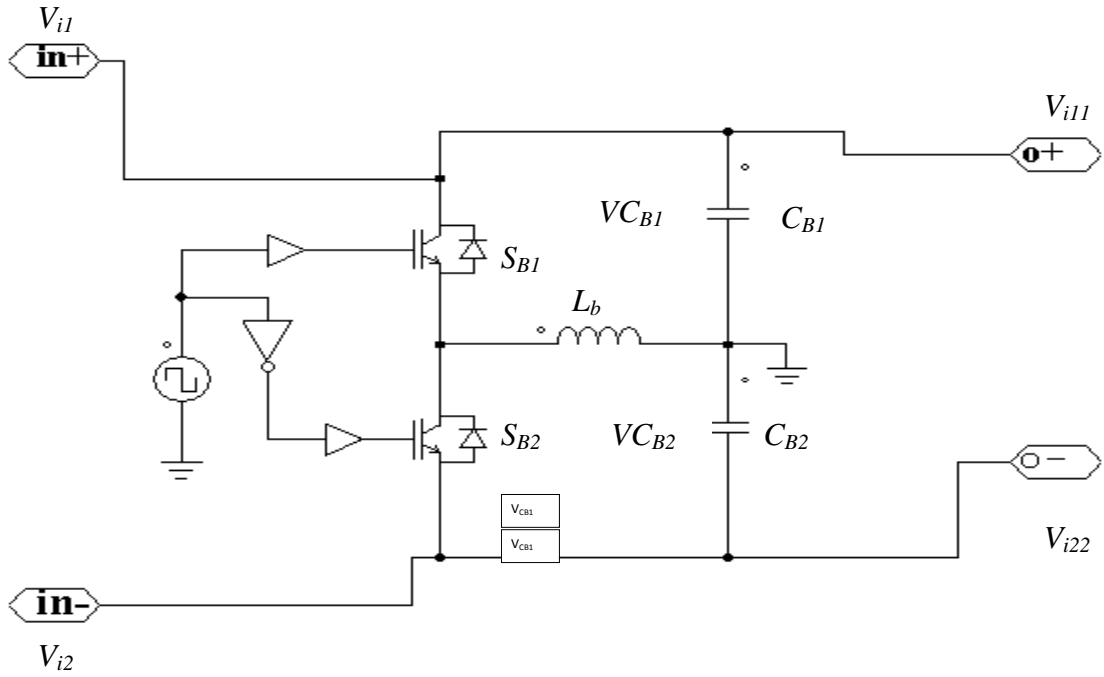 Vi1
in+
Vi11
o+
VCB1
CB1
SB1
Lb
SB2
VCB2
CB2
o-
VCB1
VCB1
Vi22
in-
Vi2